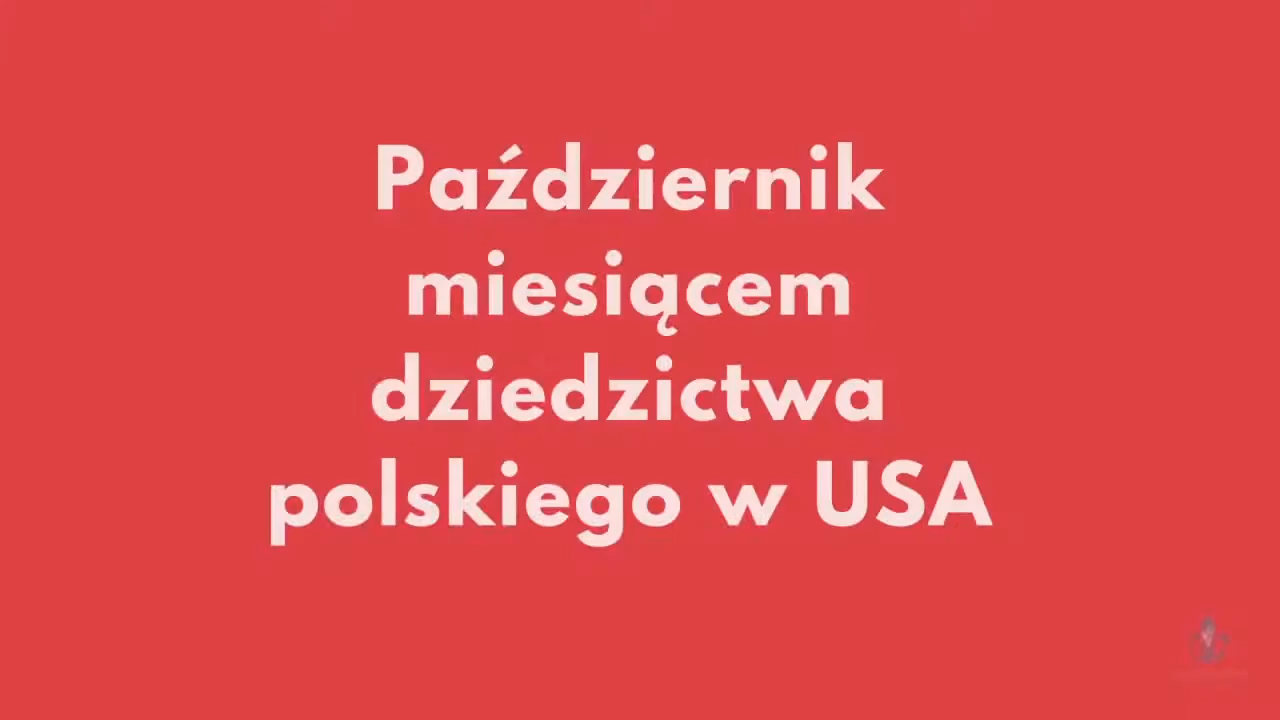 Październik
miesiącem
dziedzictwa
polskiego w USA